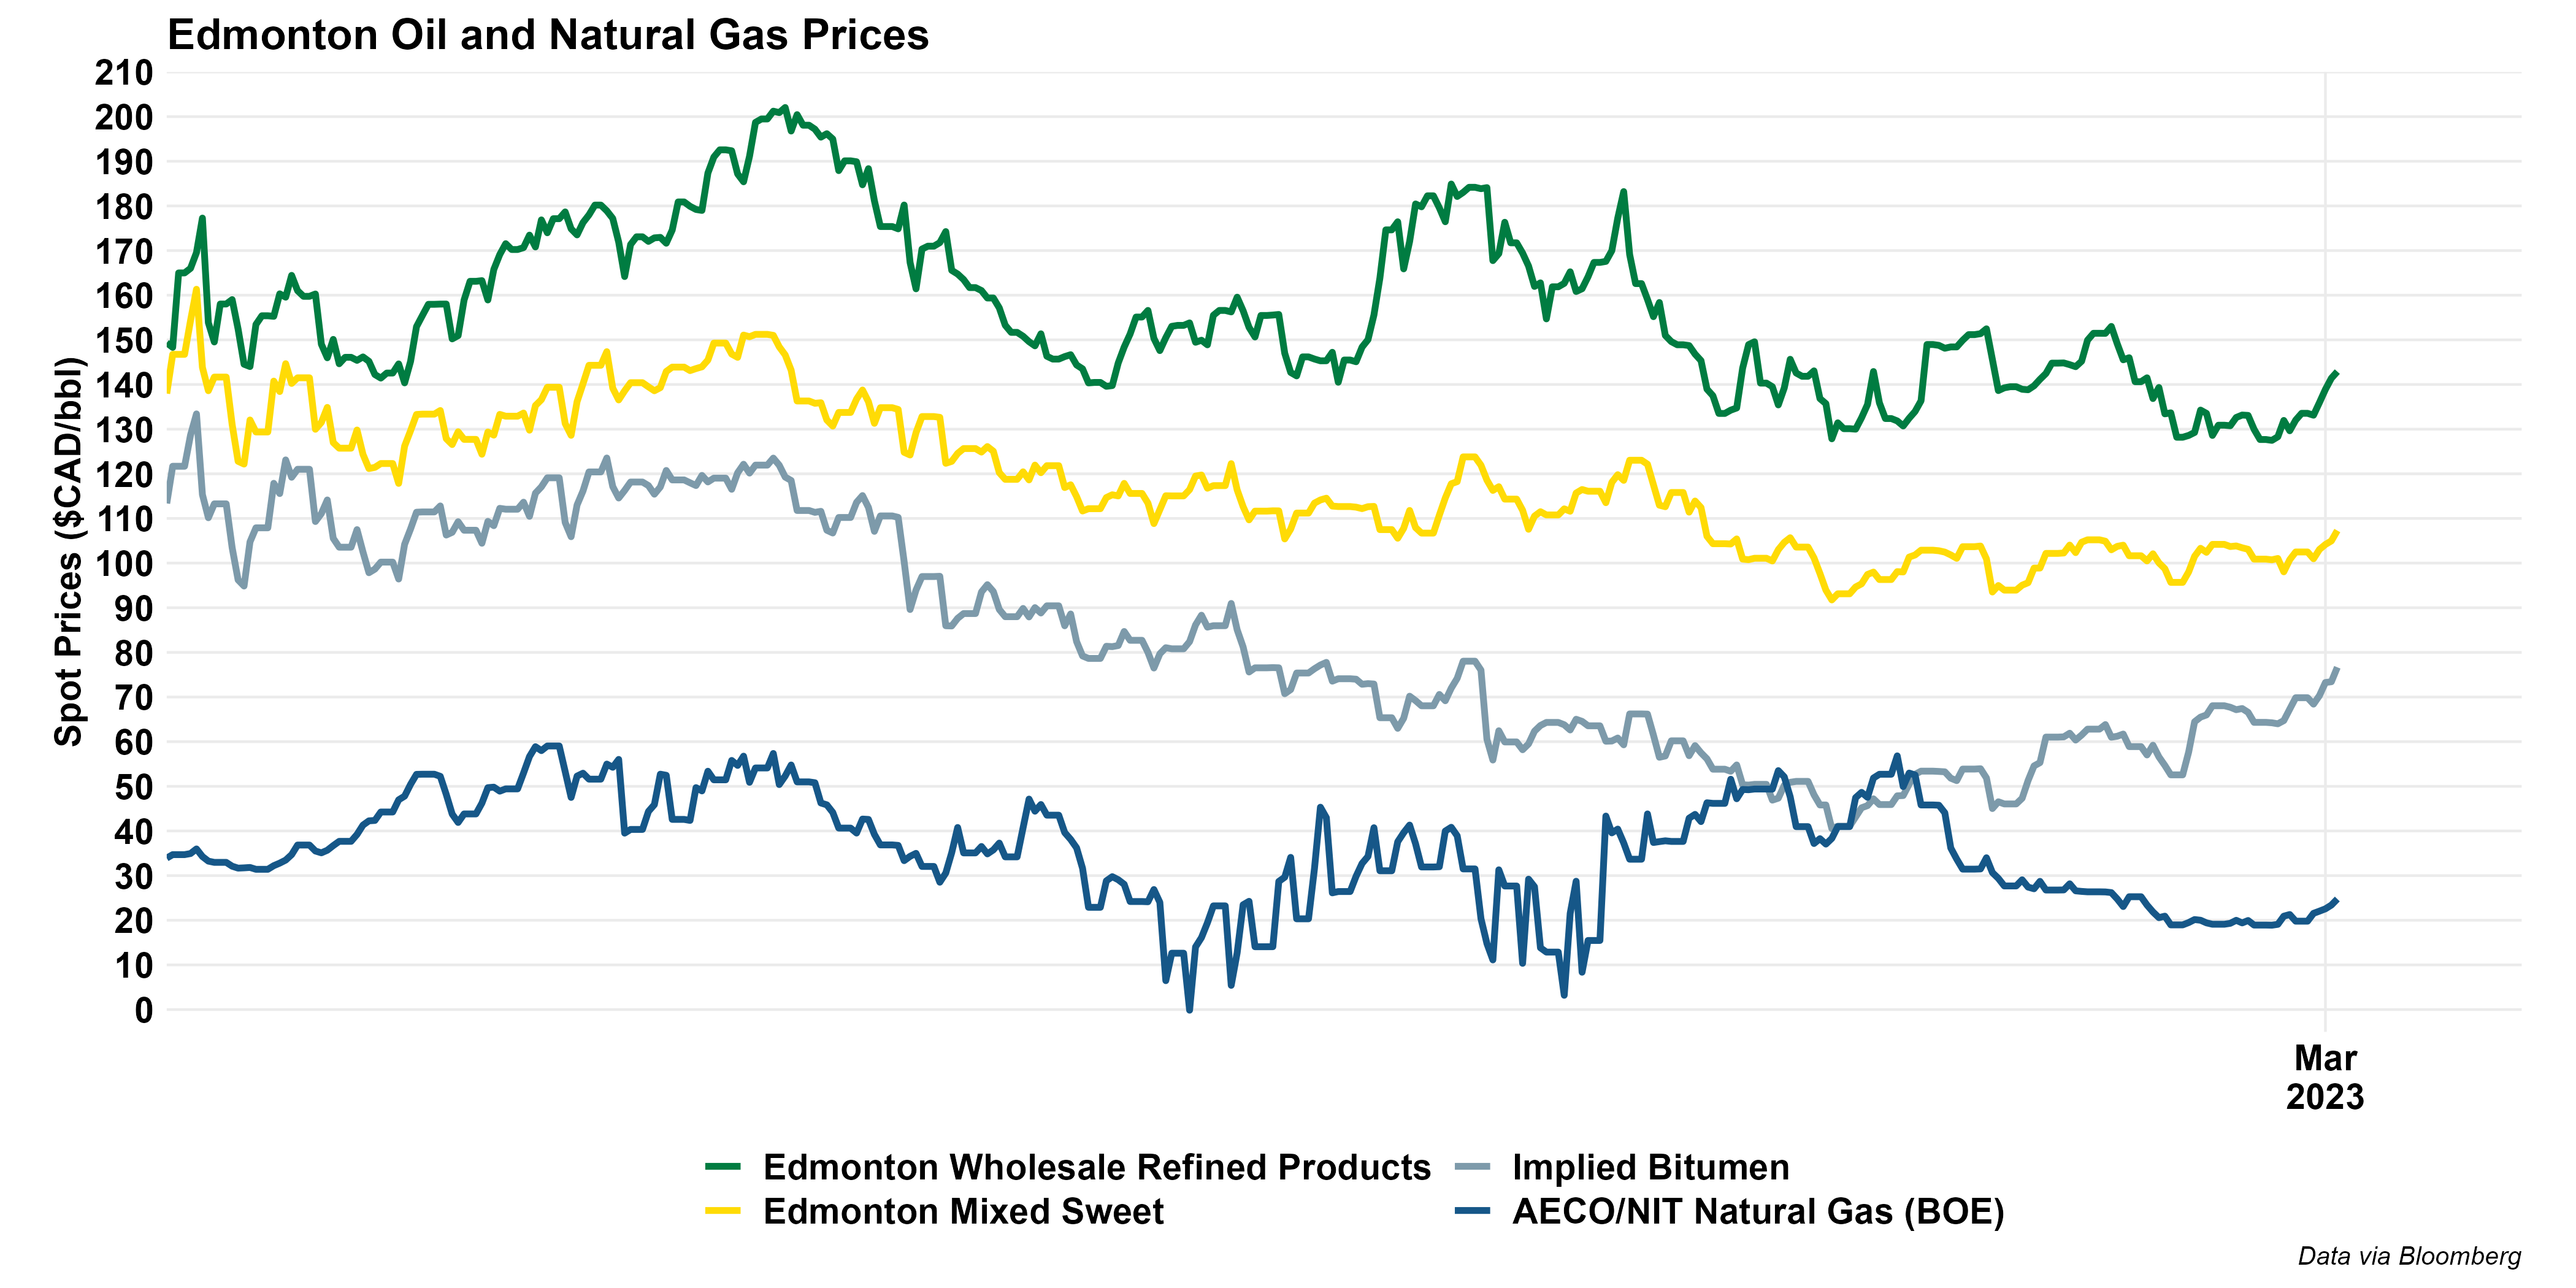 Edmonton Oil and Natural Gas Prices
210
200
190
180
170
160
150
140
130
120
110
100
90
80
70
60
50
40
30
20
10
0
Spot Prices ($CAD/bbl)
Mar
2023
Edmonton Wholesale Refined Products
Implied Bitumen
Edmonton Mixed Sweet
AECO/NIT Natural Gas (BOE)
Data via Bloomberg